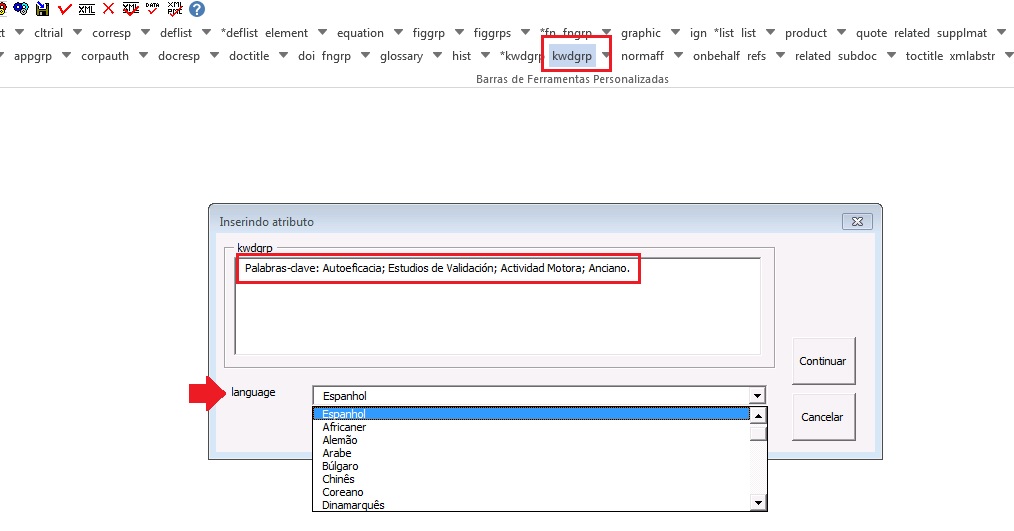 XML DATA XML
ct cltrial corresp deflist *deflist element equation figgrp figgrps *fn fngrp graphic ign *list list product quote related supplmat
appgrp corpauth docresp doctitle doi fngrp glossary hist *kwdgrp kwdgrp normaff onbehalf refs related subdoc toctitle xmlabstr
Barras de Ferramentas Personalizadas
Inserindo atributo
kwdgrp
Palabras-clave: Autoeficacia; Estudios de Validación; Actividad Motora; Anciano.
Continuar
language
Espanhol
Cancelar
Espanhol
Africaner
Alemão
Arabe
Búlgaro
Chinês
Coreano
Dinamarquês